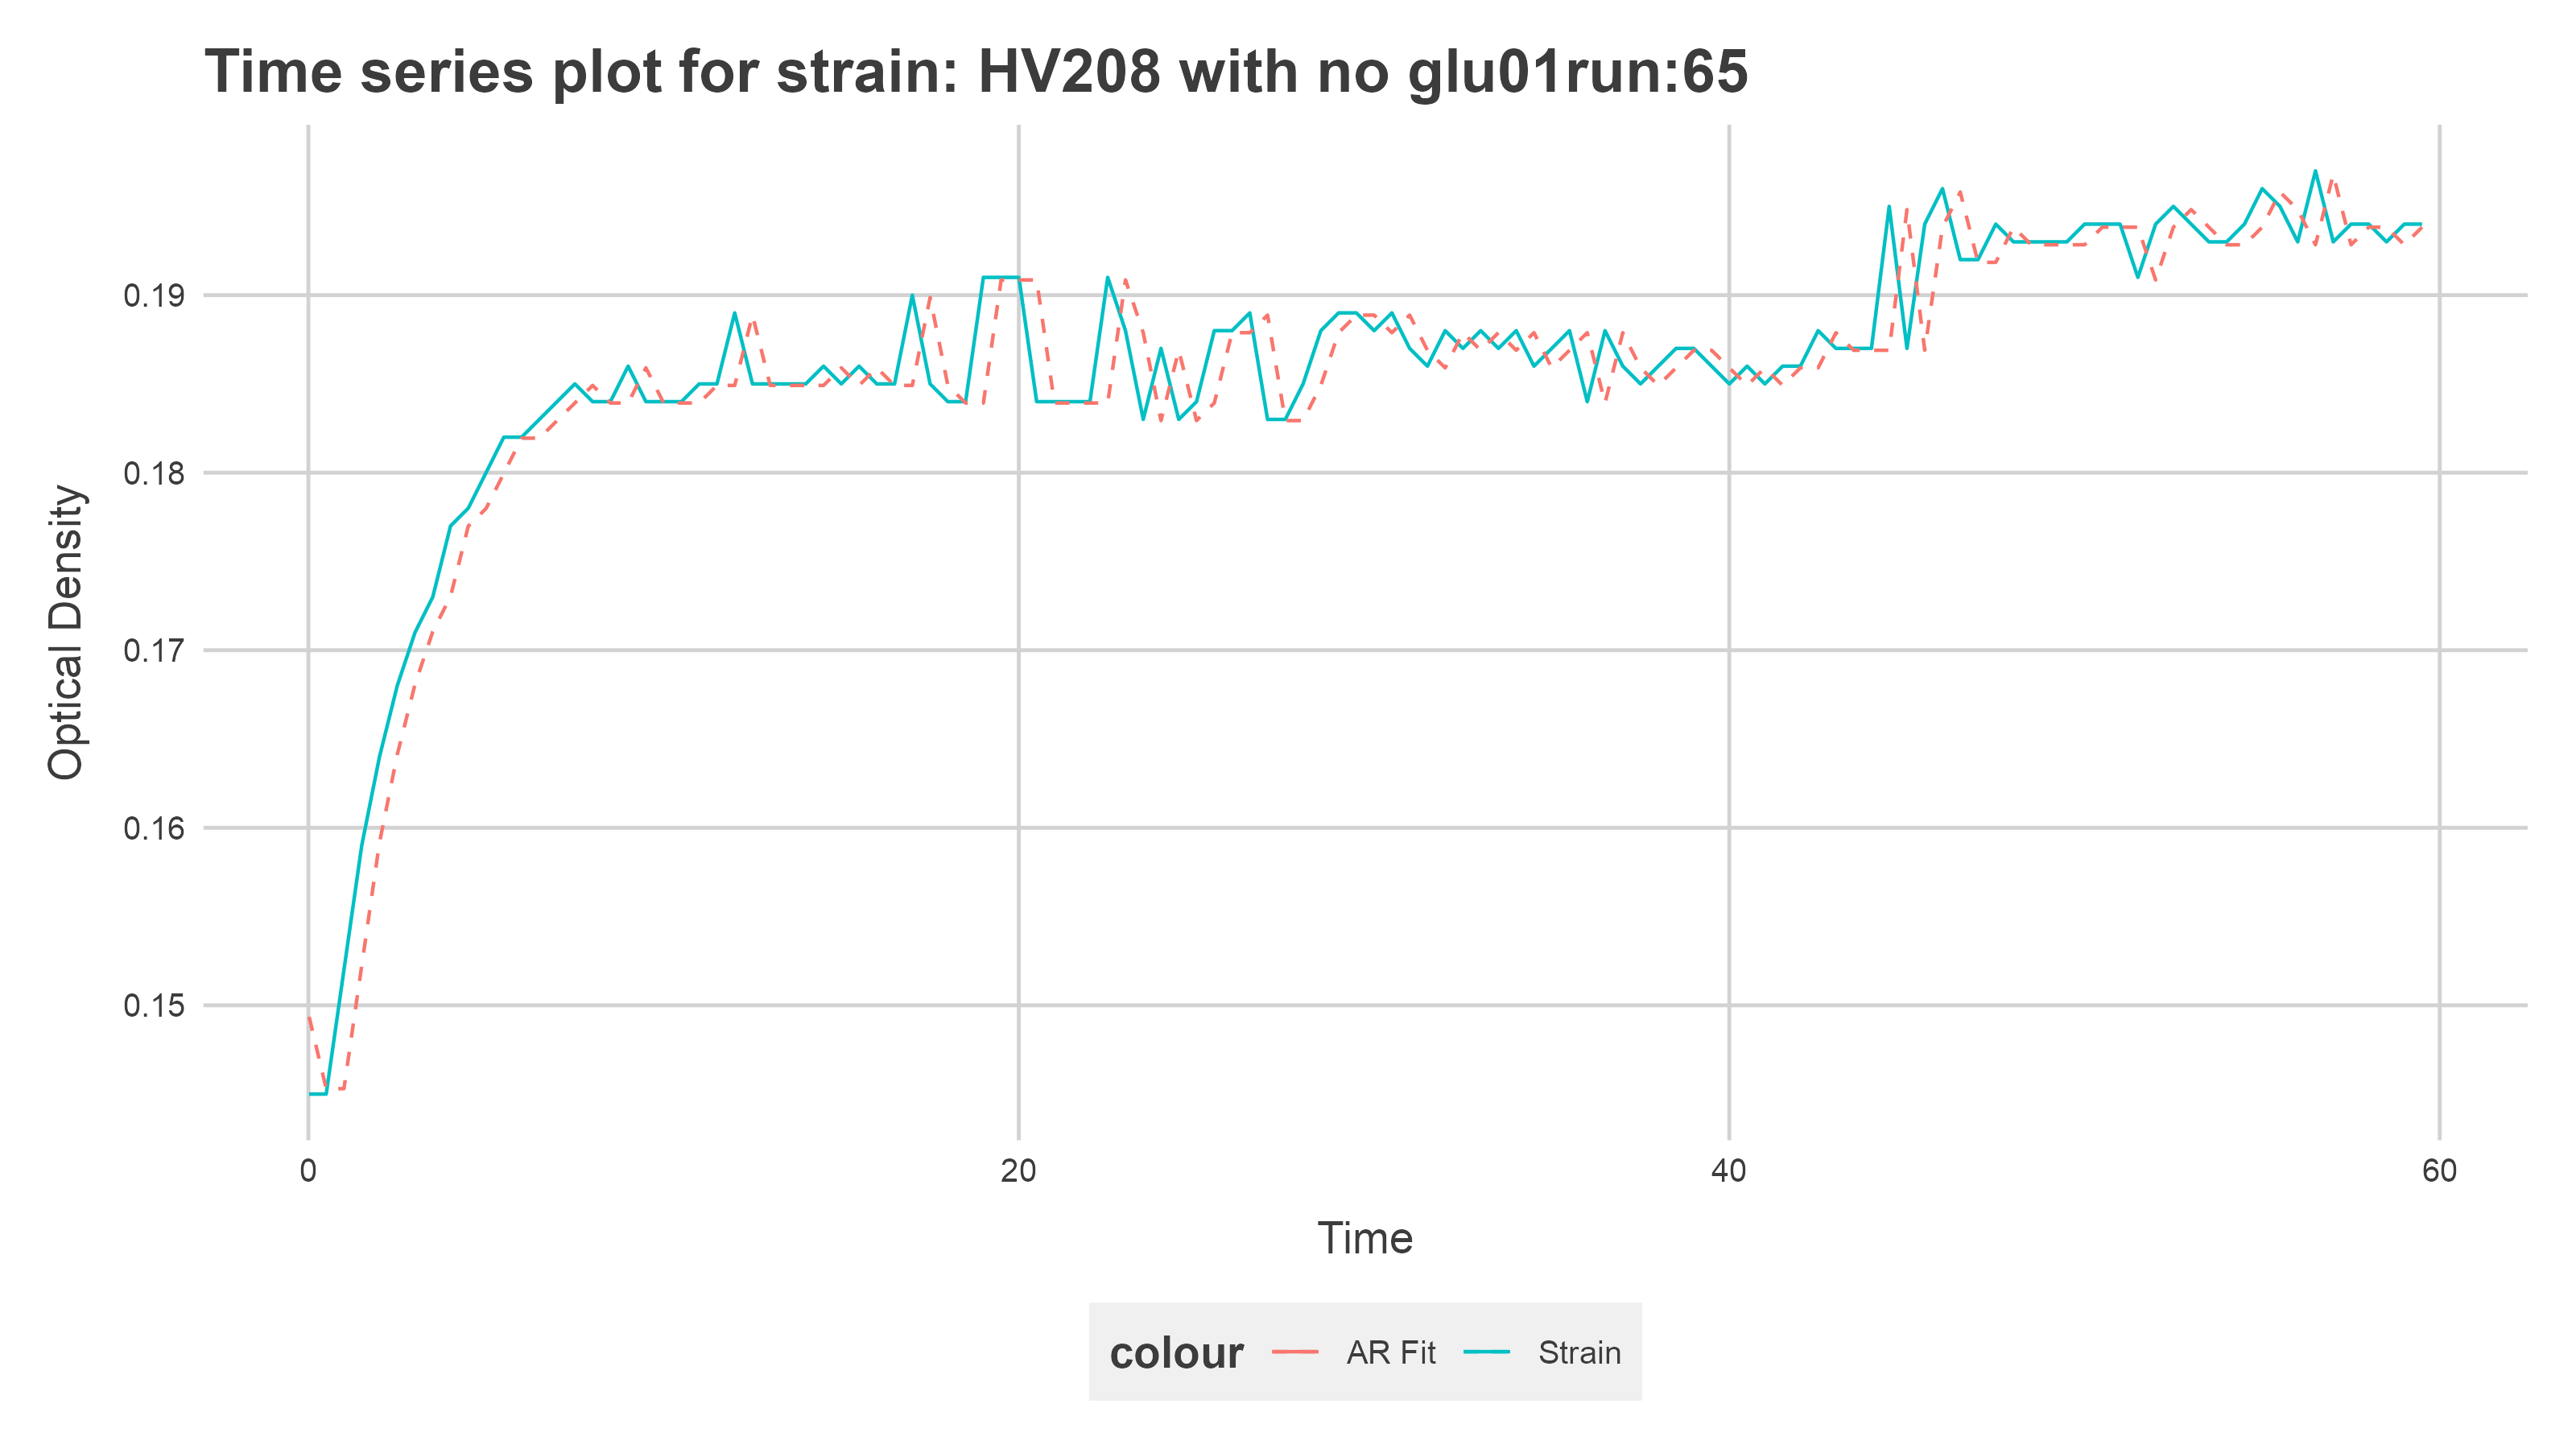 Time series plot for strain: HV208 with no glu01run:65
Optical Density
0.19
0.18
0.17
0.16
0.15
0 20 40 60
Time
colour AR Fit Strain